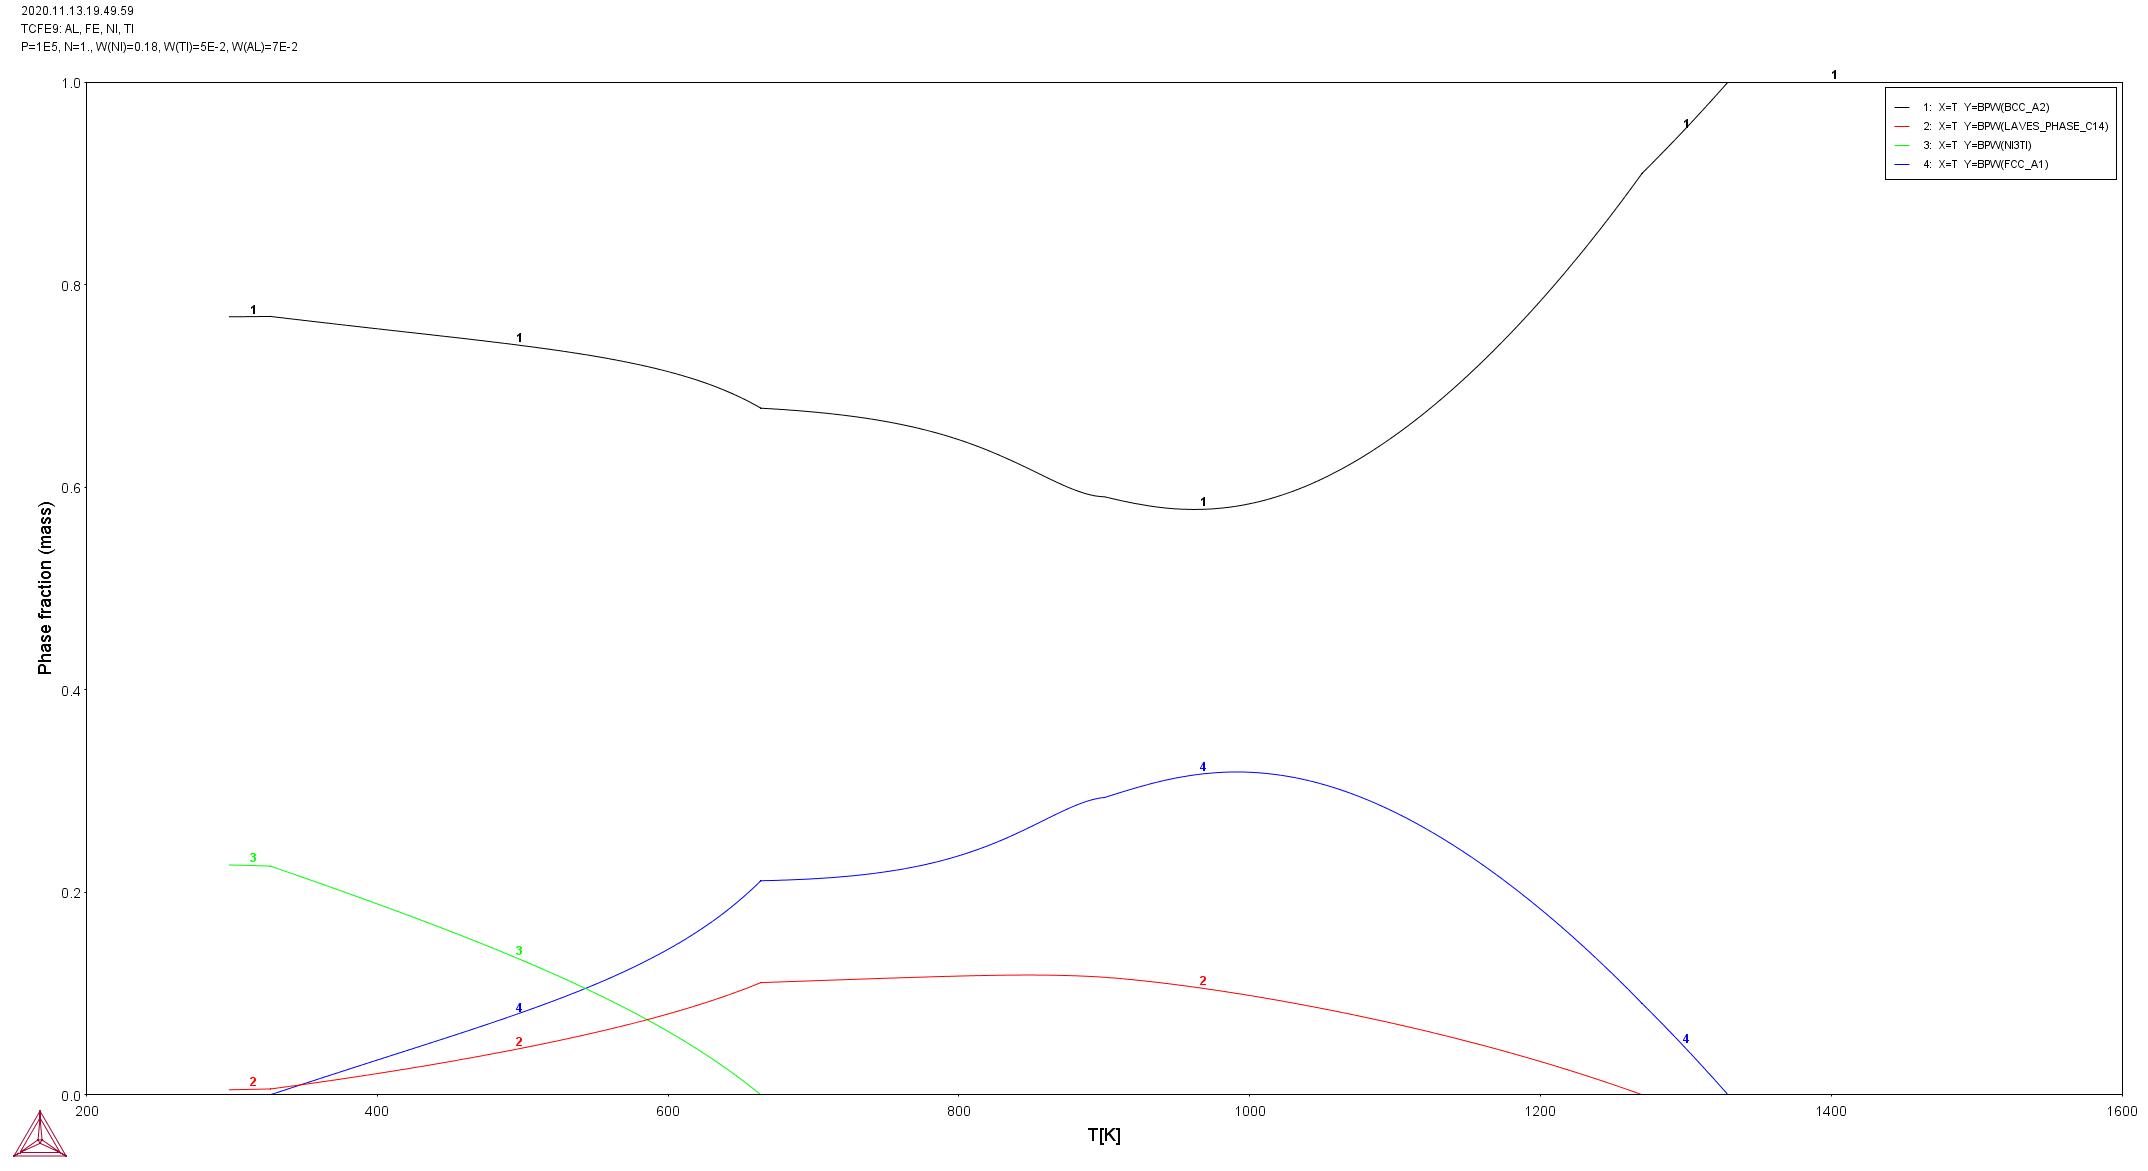 2020.11.13.19.49.59
TCFE9: AL, FE, NI, TI
P=1E5, N=1., W(NI)=0.18, W(TI)=5E-2, W(AL)=7E-2
1
1.0
1: X=T Y=BPW(BCC_A2)
2: X=T Y=BPW(LAVES_PHASE_C14)
3: X=T Y=BPW(NI3TI)
4: X=T Y=BPW(FCC_A1)
1
0.8
1
1
0.6
1
Phase fraction (mass)
0.4
4
3
0.2
3
2
4
2
4
2
0.0
200 400 600 800 1000 1200 1400 1600
T[K]